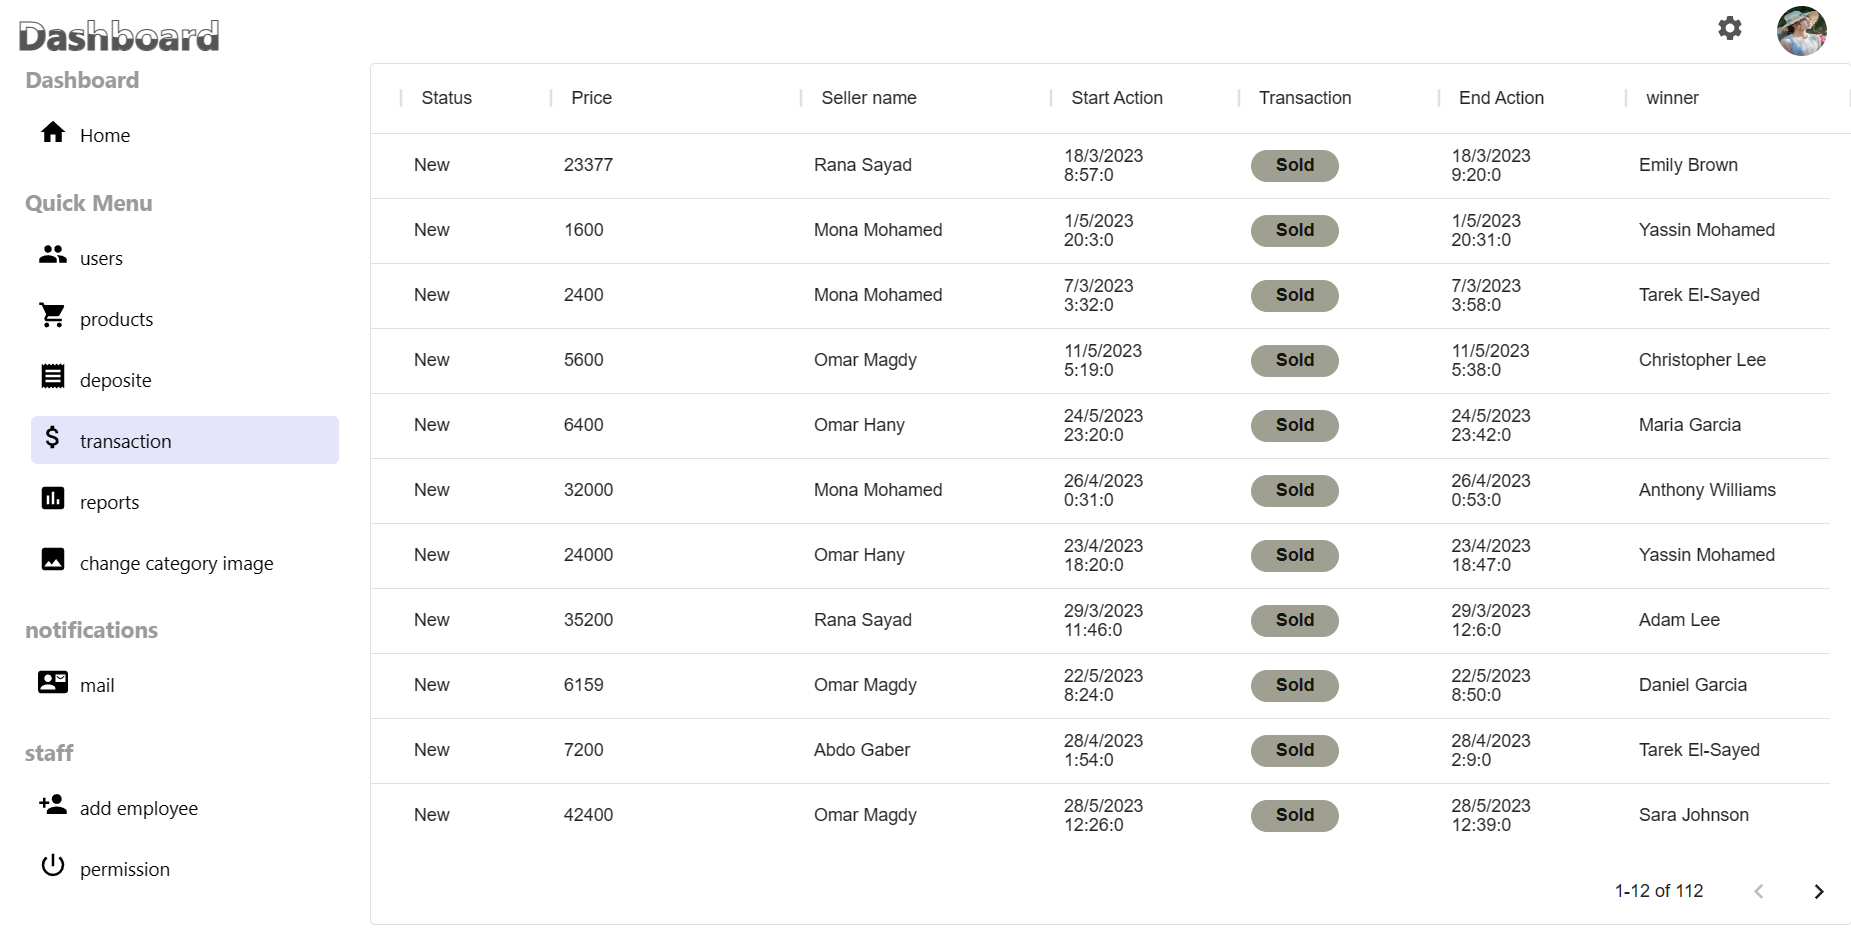 Dashboard
Dashboard
Home
Quick Menu
users
products
deposite
transaction
reports
change category image
notifications
mail
staff
add employee
permission
Status Price Seller name Start Action Transaction End Action winner
New 23377 Rana Sayad 18/3/2023 8:57:0 Sold 18/3/2023 9:20:0 Emily Brown
New 1600 Mona Mohamed 1/5/2023 20:3:0 Sold 1/5/2023 20:31:0 Yassin Mohamed
New 2400 Mona Mohamed 7/3/2023 3:32:0 Sold 7/3/2023 3:58:0 Tarek El-Sayed
New 5600 Omar Magdy 11/5/2023 5:19:0 Sold 11/5/2023 5:38:0 Christopher Lee
New 6400 Omar Hany 24/5/2023 23:20:0 Sold 24/5/2023 23:42:0 Maria Garcia
New 32000 Mona Mohamed 26/4/2023 0:31:0 Sold 26/4/2023 0:53:0 Anthony Williams
New 24000 Omar Hany 23/4/2023 18:20:0 Sold 23/4/2023 18:47:0 Yassin Mohamed
New 35200 Rana Sayad 29/3/2023 11:46:0 Sold 29/3/2023 12:6:0 Adam Lee
New 6159 Omar Magdy 22/5/2023 8:24:0 Sold 22/5/2023 8:50:0 Daniel Garcia
New 7200 Abdo Gaber 28/4/2023 1:54:0 Sold 28/4/2023 2:9:0 Tarek El-Sayed
New 42400 Omar Magdy 28/5/2023 12:26:0 Sold 28/5/2023 12:39:0 Sara Johnson
1-12 of 112